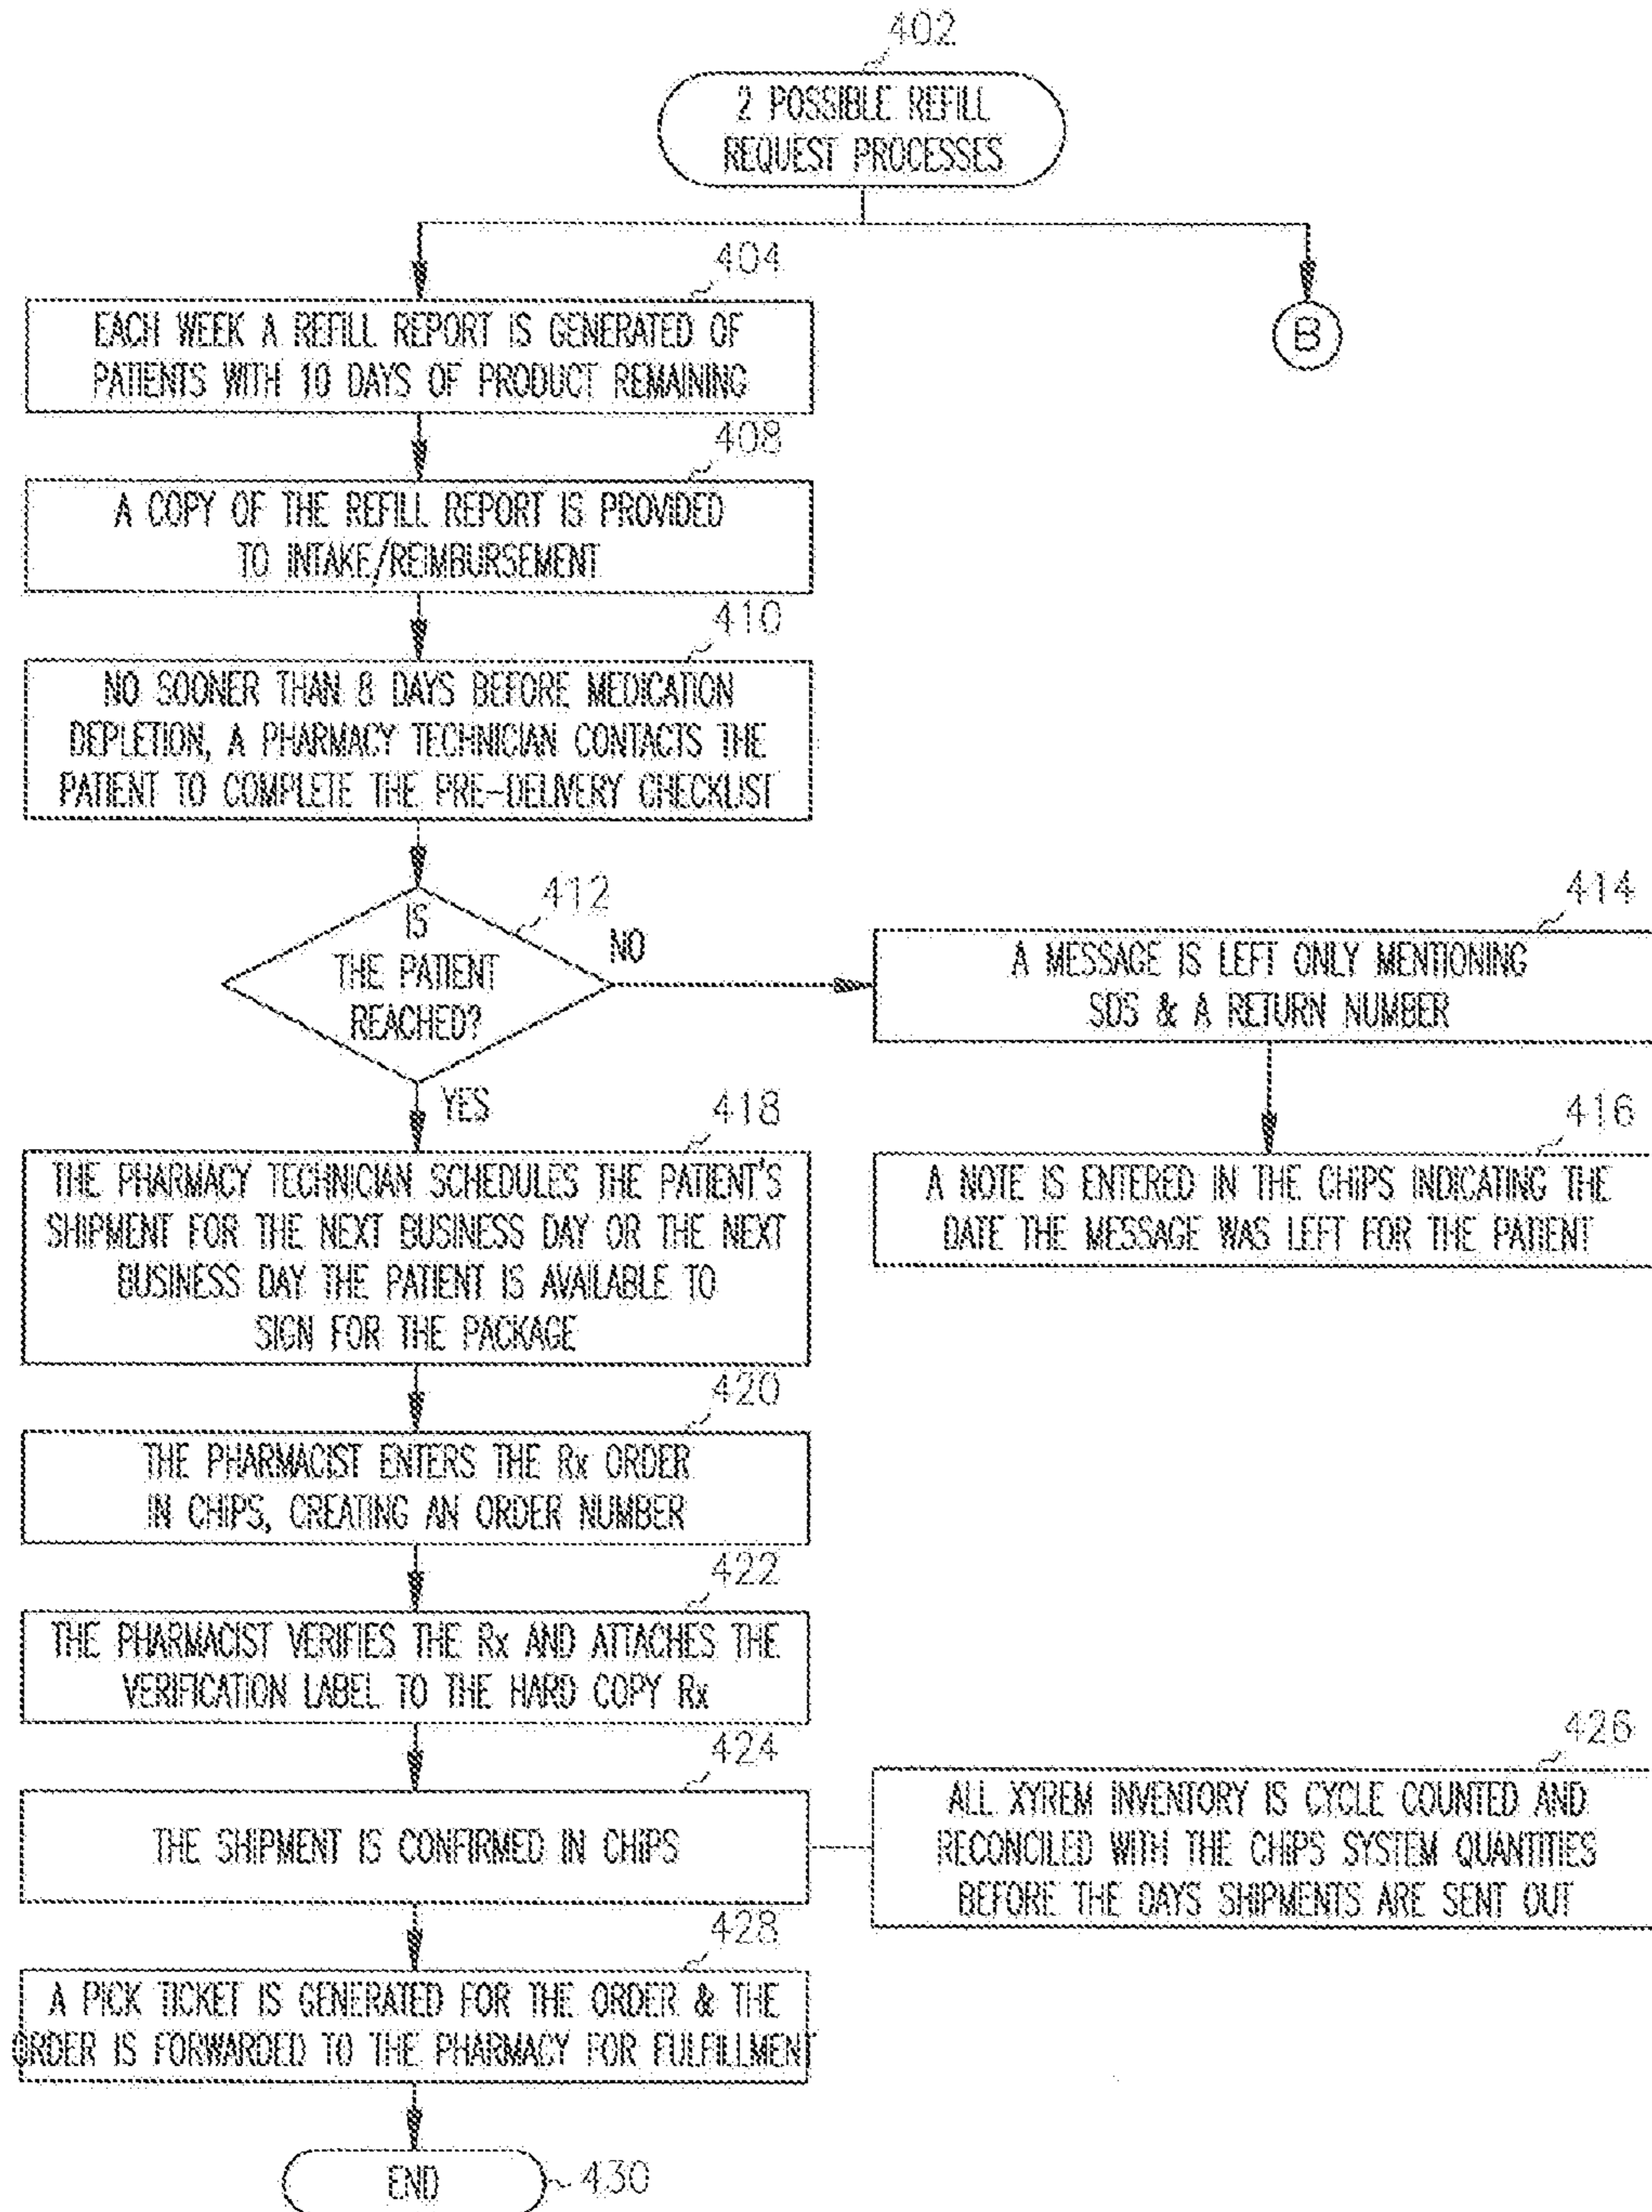 402
2 POSSIBLE REFILL
REQUEST PROCESSES
404
EACH WEEK A REFILL REPORT IS GENERATED OF
PATIENTS WITH 10 DAYS OF PRODUCT REMAINING
B
408
A COPY OF THE REFILL REPORT IS PROVIDED
TO INTAKE/REIMBURSEMENT
410
NO SOONER THAN 8 DAYS BEFORE MEDICATION
DEPLETION, A PHARMACY TECHNICIAN CONTACTS THE
PATIENT TO COMPLETE THE PRE-DELIVERY CHECKLIST
412
IS
THE PATIENT
REACHED?
NO
414
A MESSAGE IS LEFT ONLY MENTIONING
SDS & A RETURN NUMBER
416
A NOTE IS ENTERED IN THE CHIPS INDICATING THE
DATE THE MESSAGE WAS LEFT FOR THE PATIENT
YES
418
THE PHARMACY TECHNICIAN SCHEDULES THE PATIENT'S
SHIPMENT FOR THE NEXT BUSINESS DAY OR THE NEXT
BUSINESS DAY THE PATIENT IS AVAILABLE TO
SIGN FOR THE PACKAGE
420
THE PHARMACIST ENTERS THE Rx ORDER
IN CHIPS, CREATING AN ORDER NUMBER
422
THE PHARMACIST VERIFIES THE Rx AND ATTACHES THE
VERIFICATION LABEL TO THE HARD COPY Rx
424
THE SHIPMENT IS CONFIRMED IN CHIPS
426
ALL XYREM INVENTORY IS CYCLE COUNTED AND
RECONCILED WITH THE CHIPS SYSTEM QUANTITIES
BEFORE THE DAYS SHIPMENTS ARE SENT OUT
428
A PICK TICKET IS GENERATED FOR THE ORDER & THE
ORDER IS FORWARDED TO THE PHARMACY FOR FULFILLMENT
END
430